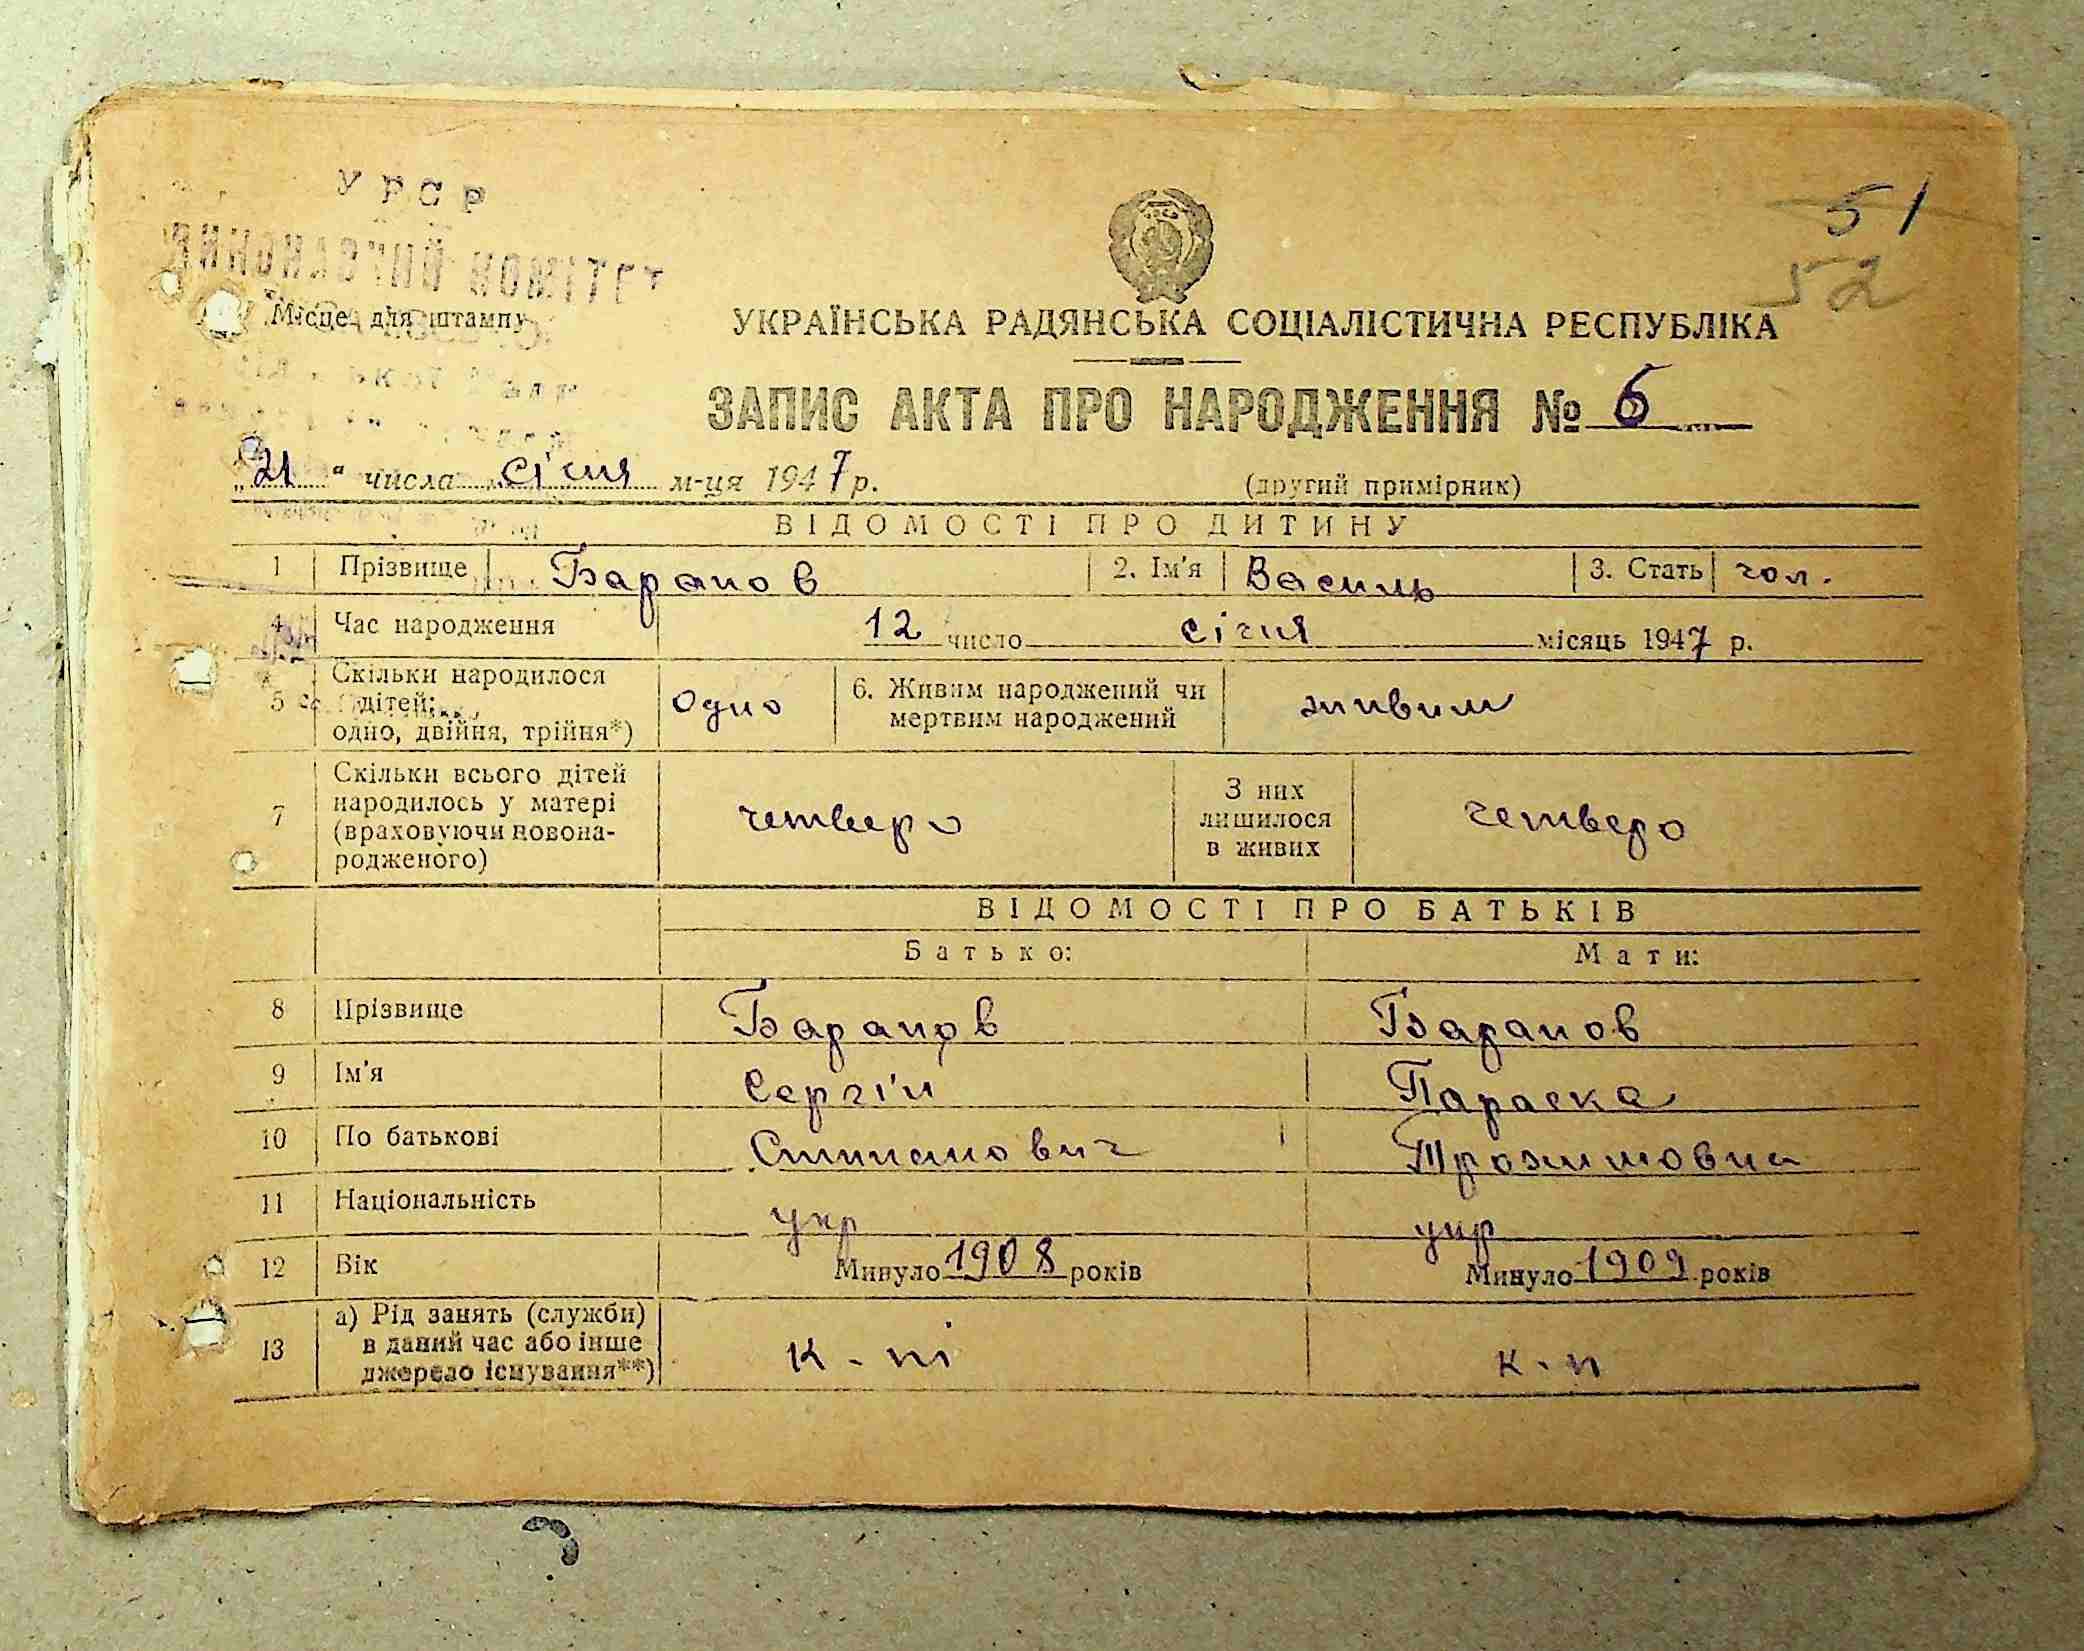 УРСР
51
52
Місце для штампу
УКРАЇНСЬКА РАДЯНСЬКА СОЦІАЛІСТИЧНА РЕСПУБЛІКА
ЗАПИС АКТА ПРО НАРОДЖЕННЯ № 6
„21“ числа січня м-ця 1947 р. (другий примірник)
ВІДОМОСТІ ПРО ДИТИНУ
1 Прізвище Баранов 2. Ім'я Василь 3. Стать чол.
4 Час народження 12 число січня місяць 1947 р.
5 Скільки народилося дітей: одно, двійня, трійня*) Одно 6. Живим народжений чи мертвим народжений живим
7 Скільки всього дітей народилось у матері (враховуючи новонародженого) четверо З них лишилося в живих четверо
ВІДОМОСТІ ПРО БАТЬКІВ
Батько: Мати:
8 Прізвище Баранов Баранов
9 Ім'я Сергій Параска
10 По батькові Степанович Трохимовна
11 Національність укр укр
12 Вік Минуло 1908 років Минуло 1909 років
13 а) Рід занять (служби) в даний час або інше джерело існування**) к-пі к-п